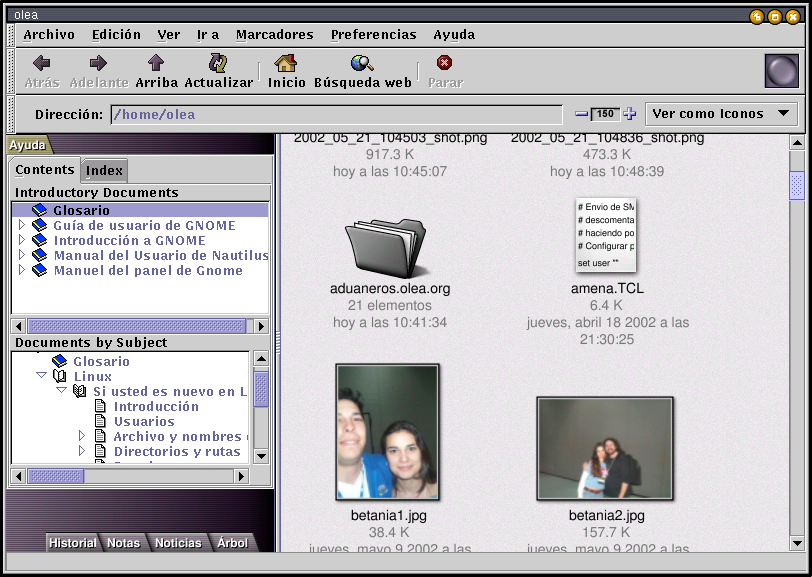 olea
Archivo Edición Ver Ir a Marcadores Preferencias Ayuda
Atrás Adelante Arriba Actualizar Inicio Búsqueda web Parar
Dirección: /home/olea 150 Ver como Iconos
Ayuda
Contents Index
Introductory Documents
Glosario
Guía de usuario de GNOME
Introducción a GNOME
Manual del Usuario de Nautilus
Manuel del panel de Gnome
Documents by Subject
Glosario
Linux
Si usted es nuevo en L
Introducción
Usuarios
Archivo y nombres
Directorios y rutas
Historial Notas Noticias Árbol
2002_05_21_104503_shot.png
917.3 K
hoy a las 10:45:07
2002_05_21_104836_shot.png
473.3 K
hoy a las 10:48:39
aduaneros.olea.org
21 elementos
hoy a las 10:41:34
# Envio de SM
# descomenta
# haciendo po
# Configurar p
set user ""
amena.TCL
6.4 K
jueves, abril 18 2002 a las
21:30:25
betania1.jpg
38.4 K
jueves, mayo 9 2002 a las
betania2.jpg
157.7 K
jueves, mayo 9 2002 a las